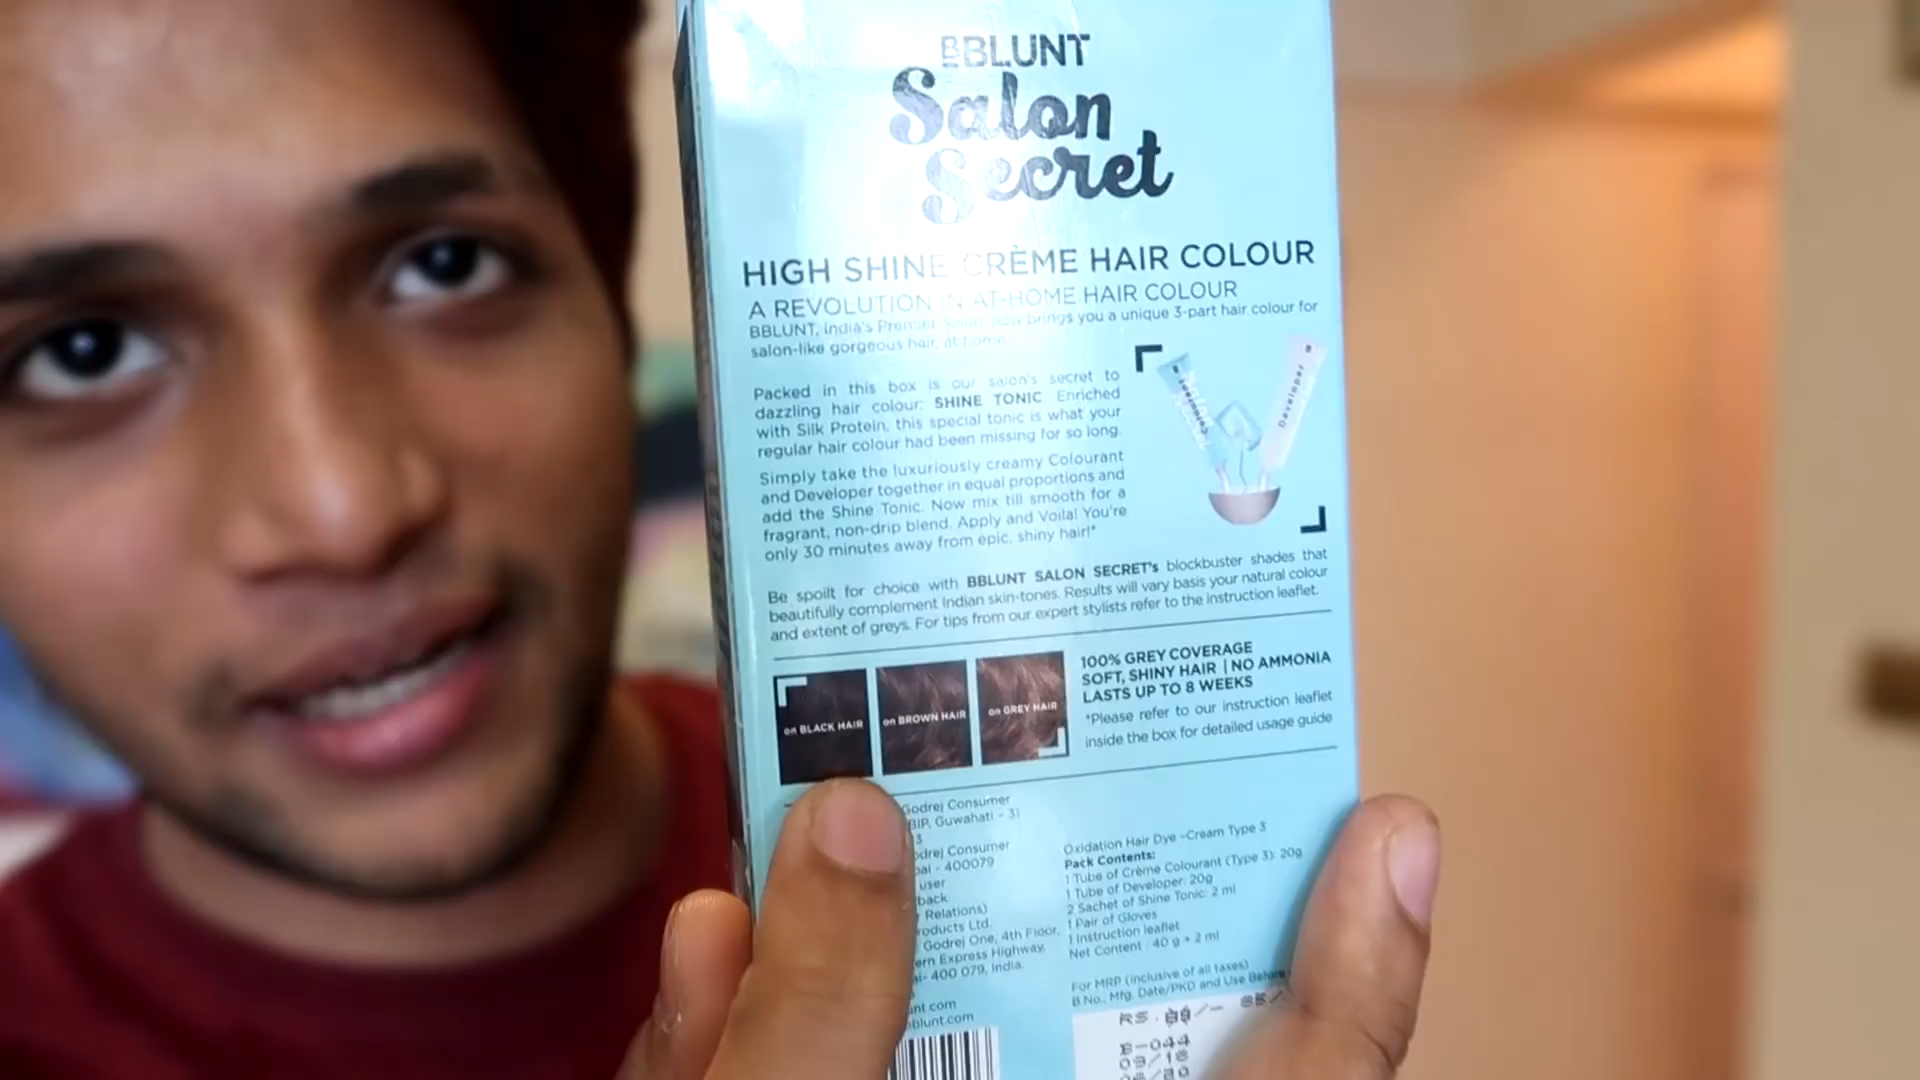 BBLUNT
Salon
Secret
HIGH SHINE CRÈME HAIR COLOUR
A REVOLUTION IN AT-HOME HAIR COLOUR
BBLUNT, India's Premier Salon, now brings you a unique 3-part hair colour for
salon-like gorgeous hair, at home.
Packed in this box is our salon's secret to
dazzling hair colour: SHINE TONIC. Enriched
with Silk Protein, this special tonic is what your
regular hair colour had been missing for so long.
Simply take the luxuriously creamy Colourant
and Developer together in equal proportions and
add the Shine Tonic. Now mix till smooth for a
fragrant, non-drip blend. Apply and Voila! You're
only 30 minutes away from epic, shiny hair!*
Colourant
Developer
Be spoilt for choice with BBLUNT SALON SECRET's blockbuster shades that
beautifully complement Indian skin-tones. Results will vary basis your natural colour
and extent of greys. For tips from our expert stylists refer to the instruction leaflet.
on BLACK HAIR
on BROWN HAIR
on GREY HAIR
100% GREY COVERAGE
SOFT, SHINY HAIR | NO AMMONIA
LASTS UP TO 8 WEEKS
*Please refer to our instruction leaflet
inside the box for detailed usage guide
Godrej Consumer
BIP, Guwahati - 31
3
odrej Consumer
bai - 400079
user
back.
Relations)
roducts Ltd.
Godrej One, 4th Floor,
ern Express Highway,
ai- 400 079, India.
unt.com
blunt.com
Oxidation Hair Dye -Cream Type 3
Pack Contents:
1 Tube of Crème Colourant (Type 3): 20g
1 Tube of Developer: 20g
2 Sachet of Shine Tonic: 2 ml
1 Pair of Gloves
1 Instruction leaflet
Net Content : 40 g + 2 ml
For MRP (inclusive of all taxes)
B.No., Mfg. Date/PKD and Use Before
RS.
B-044
09/18